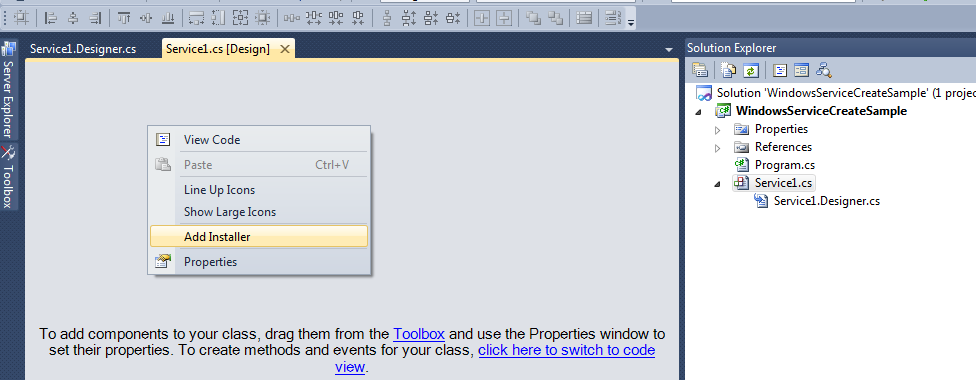 Service1.Designer.cs
Service1.cs [Design]
Server Explorer
Toolbox
View Code
Paste Ctrl+V
Line Up Icons
Show Large Icons
Add Installer
Properties
To add components to your class, drag them from the Toolbox and use the Properties window to
set their properties. To create methods and events for your class, click here to switch to code
view.
Solution Explorer
Solution 'WindowsServiceCreateSample' (1 projec
WindowsServiceCreateSample
Properties
References
Program.cs
Service1.cs
Service1.Designer.cs